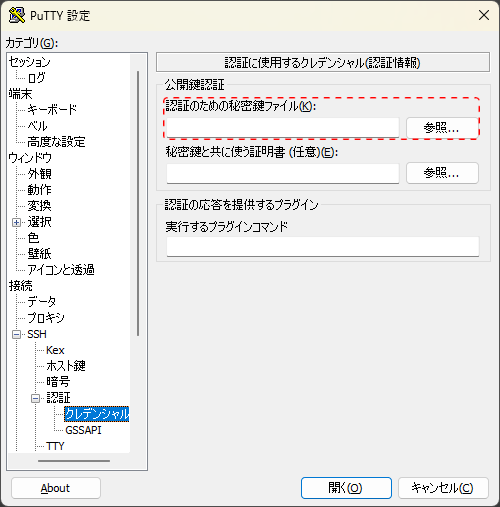 PuTTY 設定
カテゴリ(G):
セッション
ログ
端末
キーボード
ベル
高度な設定
ウィンドウ
外観
動作
変換
選択
色
壁紙
アイコンと透過
接続
データ
プロキシ
SSH
Kex
ホスト鍵
暗号
認証
クレデンシャル
GSSAPI
TTY
認証に使用するクレデンシャル(認証情報)
公開鍵認証
認証のための秘密鍵ファイル(K):
参照...
秘密鍵と共に使う証明書 (任意)(E):
参照...
認証の応答を提供するプラグイン
実行するプラグインコマンド
About
開く(O)
キャンセル(C)